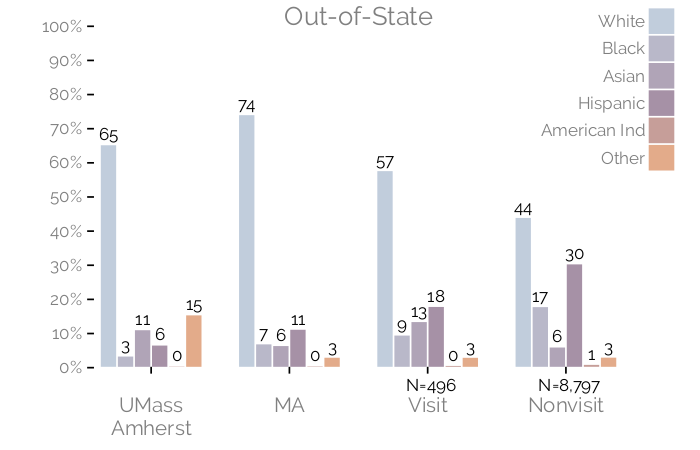 Out-of-State
100%
90%
80%
70%
60%
50%
40%
30%
20%
10%
0%
White
Black
Asian
Hispanic
American Ind
Other
65 3 11 6 0 15
74 7 6 11 0 3
57 9 13 18 0 3
44 17 6 30 1 3
N=496
N=8,797
UMass
Amherst
MA
Visit
Nonvisit